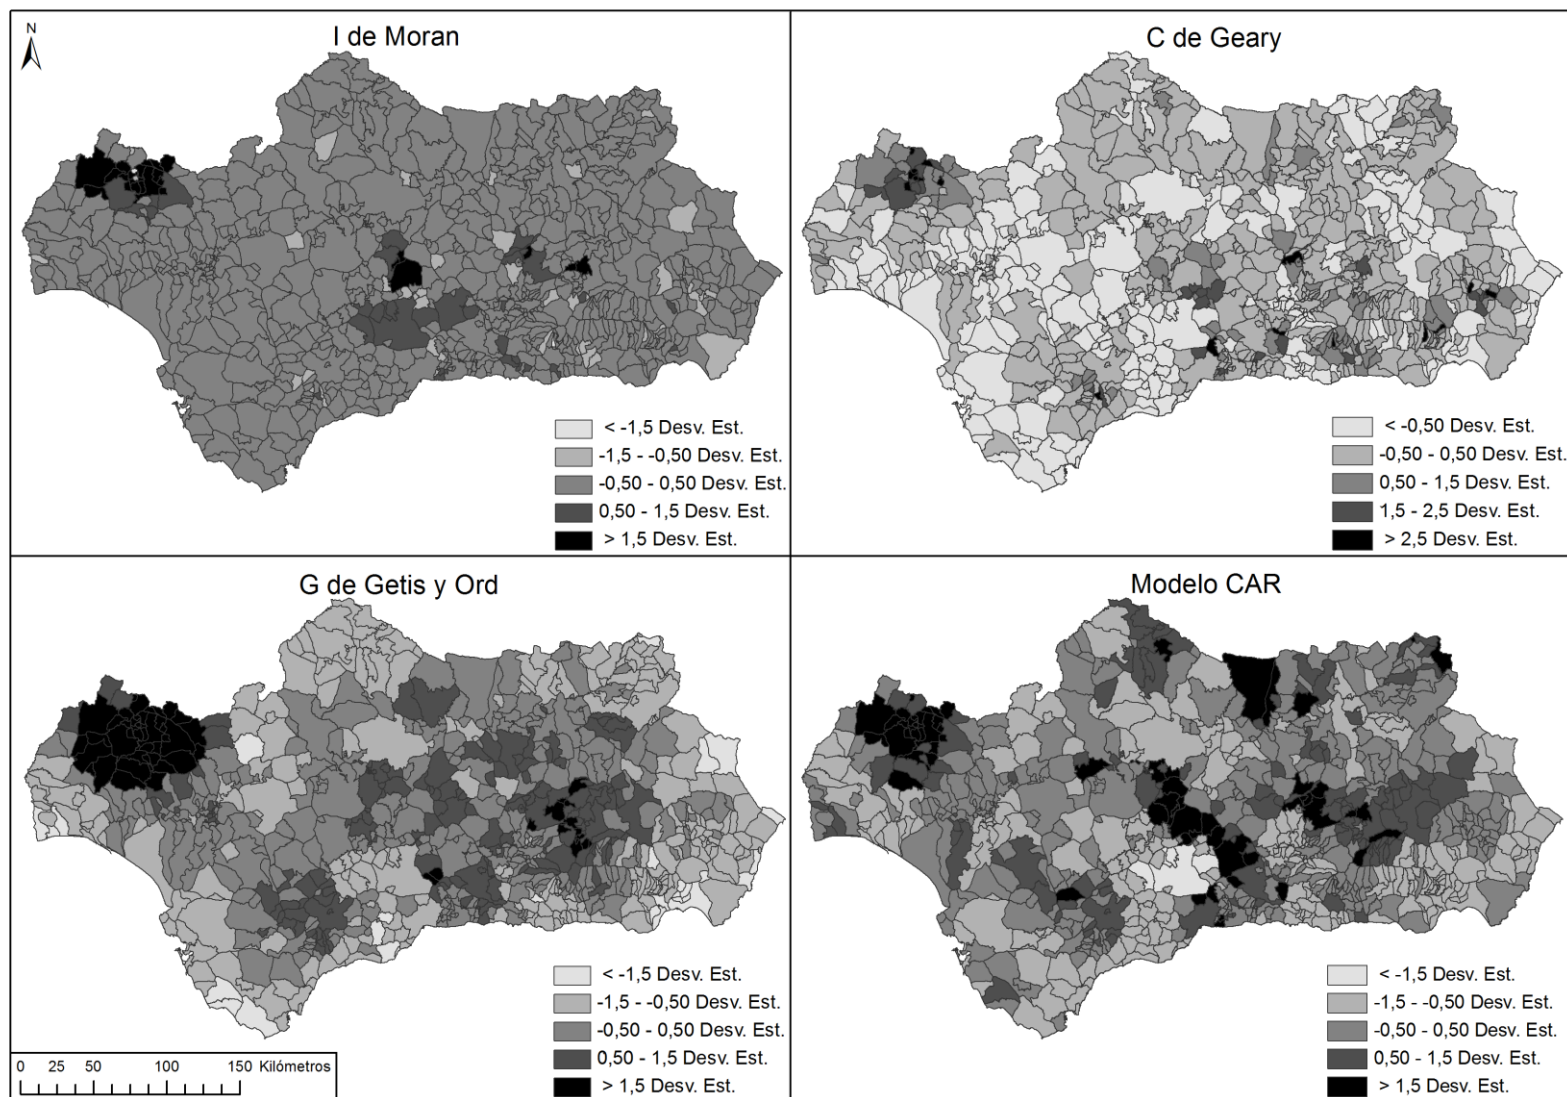 I de Moran
N
< -1,5 Desv. Est.
-1,5 - -0,50 Desv. Est.
-0,50 - 0,50 Desv. Est.
0,50 - 1,5 Desv. Est.
> 1,5 Desv. Est.
C de Geary
< -0,50 Desv. Est.
-0,50 - 0,50 Desv. Est.
0,50 - 1,5 Desv. Est.
1,5 - 2,5 Desv. Est.
> 2,5 Desv. Est.
G de Getis y Ord
< -1,5 Desv. Est.
-1,5 - -0,50 Desv. Est.
-0,50 - 0,50 Desv. Est.
0,50 - 1,5 Desv. Est.
> 1,5 Desv. Est.
0 25 50 100 150 Kilómetros
Modelo CAR
< -1,5 Desv. Est.
-1,5 - -0,50 Desv. Est.
-0,50 - 0,50 Desv. Est.
0,50 - 1,5 Desv. Est.
> 1,5 Desv. Est.